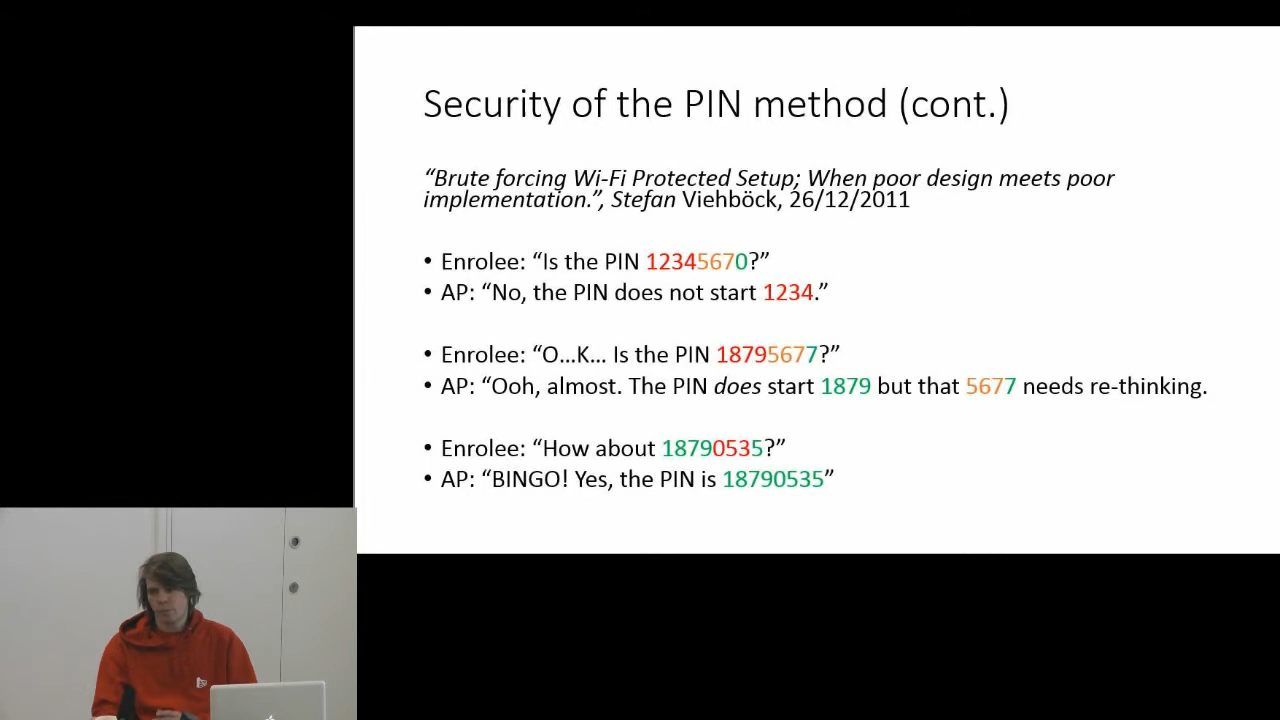 Security of the PIN method (cont.)
“Brute forcing Wi-Fi Protected Setup; When poor design meets poor
implementation.”, Stefan Viehböck, 26/12/2011
• Enrolee: “Is the PIN 12345670?”
• AP: “No, the PIN does not start 1234.”
• Enrolee: “O…K… Is the PIN 18795677?”
• AP: “Ooh, almost. The PIN does start 1879 but that 5677 needs re-thinking.
• Enrolee: “How about 18790535?”
• AP: “BINGO! Yes, the PIN is 18790535”